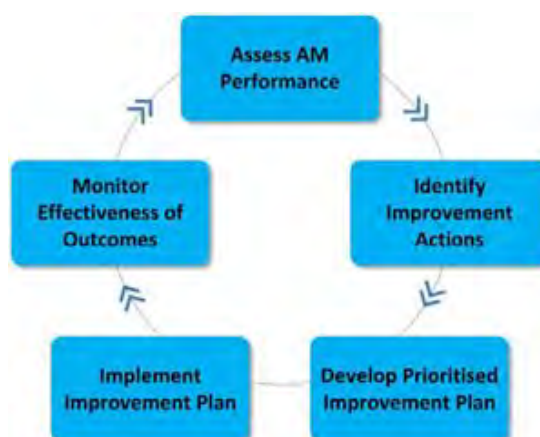 Assess AM
Performance
Identify
Improvement
Actions
Develop Prioritised
Improvement Plan
Implement
Improvement Plan
Monitor
Effectiveness of
Outcomes